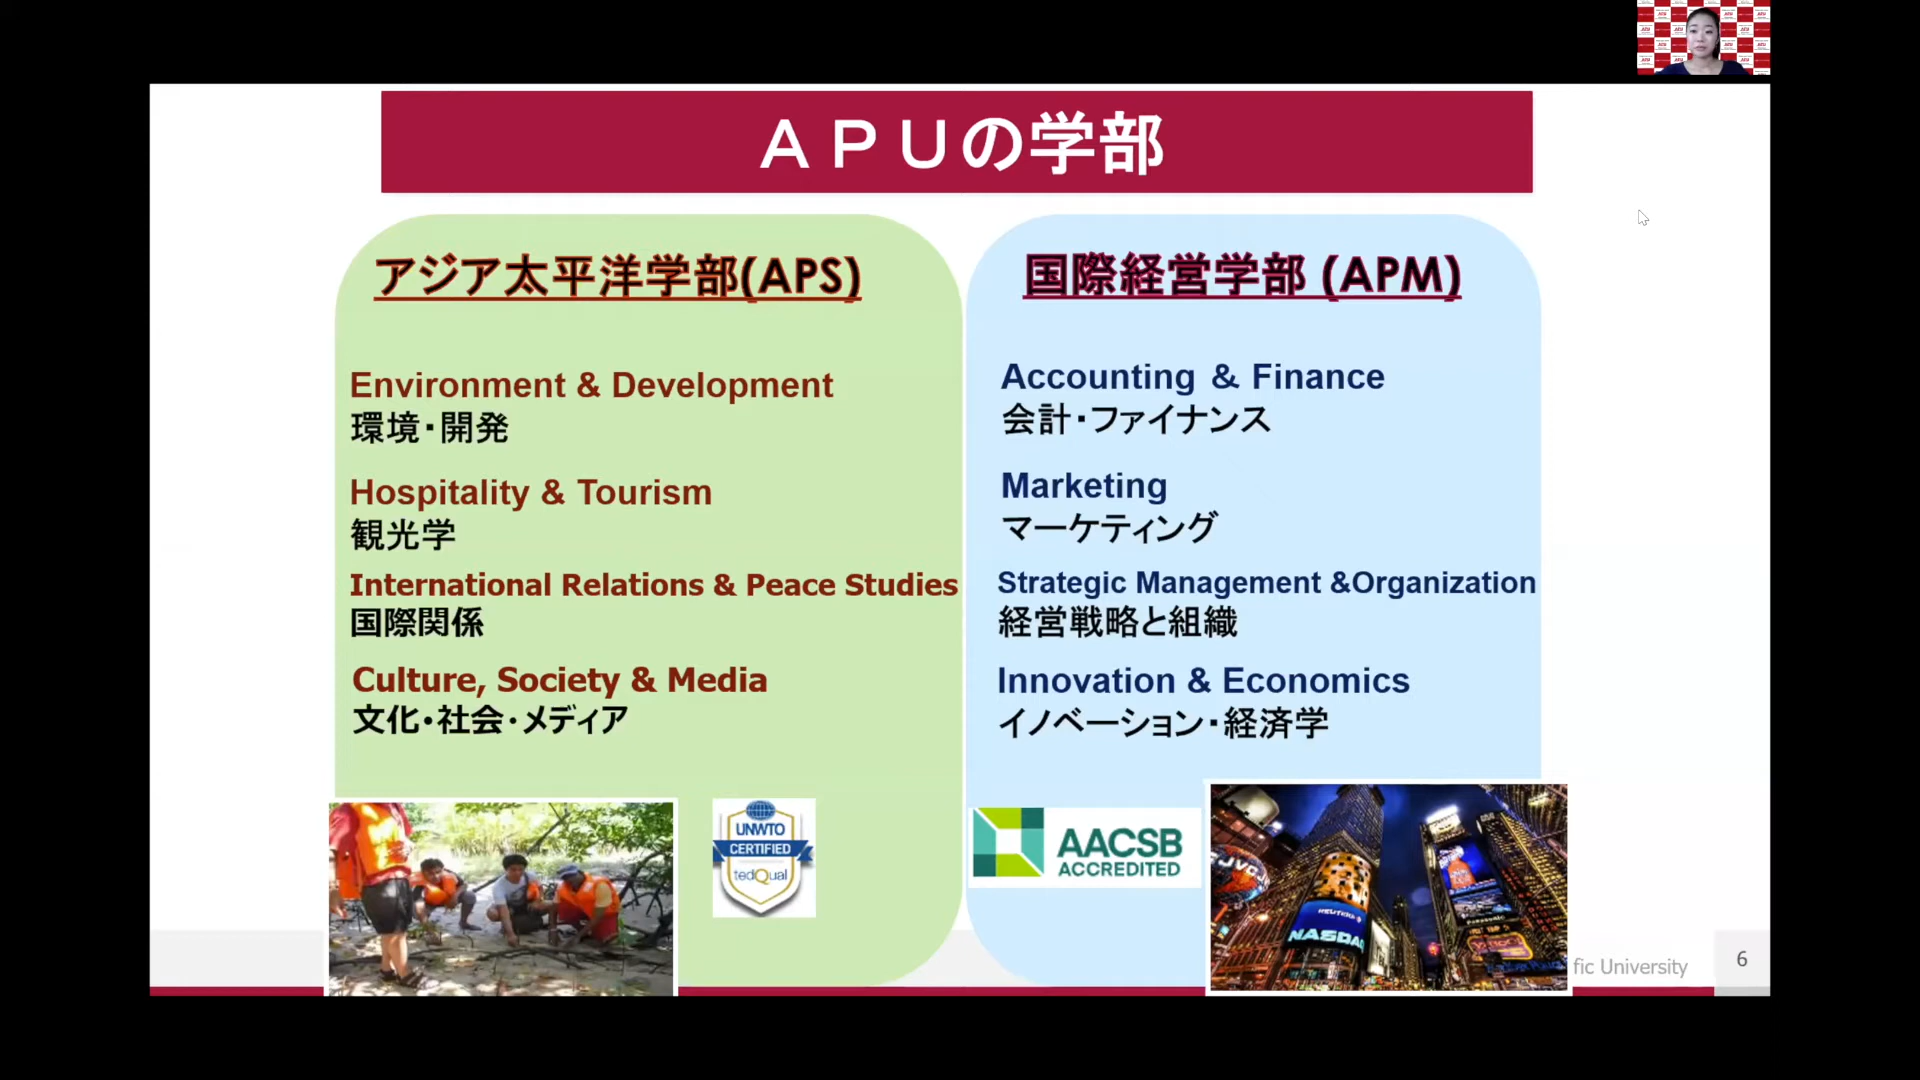 ＡＰＵの学部
アジア太平洋学部(APS)
Environment & Development
環境・開発
Hospitality & Tourism
観光学
International Relations & Peace Studies
国際関係
Culture, Society & Media
文化・社会・メディア
UNWTO
CERTIFIED
tedQual
国際経営学部 (APM)
Accounting & Finance
会計・ファイナンス
Marketing
マーケティング
Strategic Management &Organization
経営戦略と組織
Innovation & Economics
イノベーション・経済学
AACSB
ACCREDITED
REUTERS
NASDAQ
fic University
6